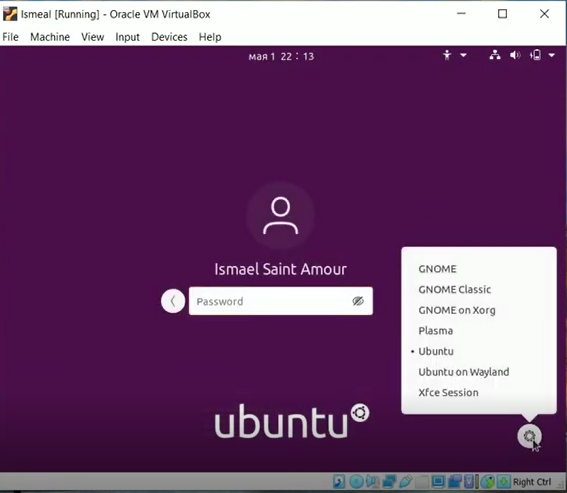 Ismeal [Running] - Oracle VM VirtualBox
File Machine View Input Devices Help
мая 1 22 : 13
Ismael Saint Amour
Password
GNOME
GNOME Classic
GNOME on Xorg
Plasma
• Ubuntu
Ubuntu on Wayland
Xfce Session
ubuntu
Right Ctrl